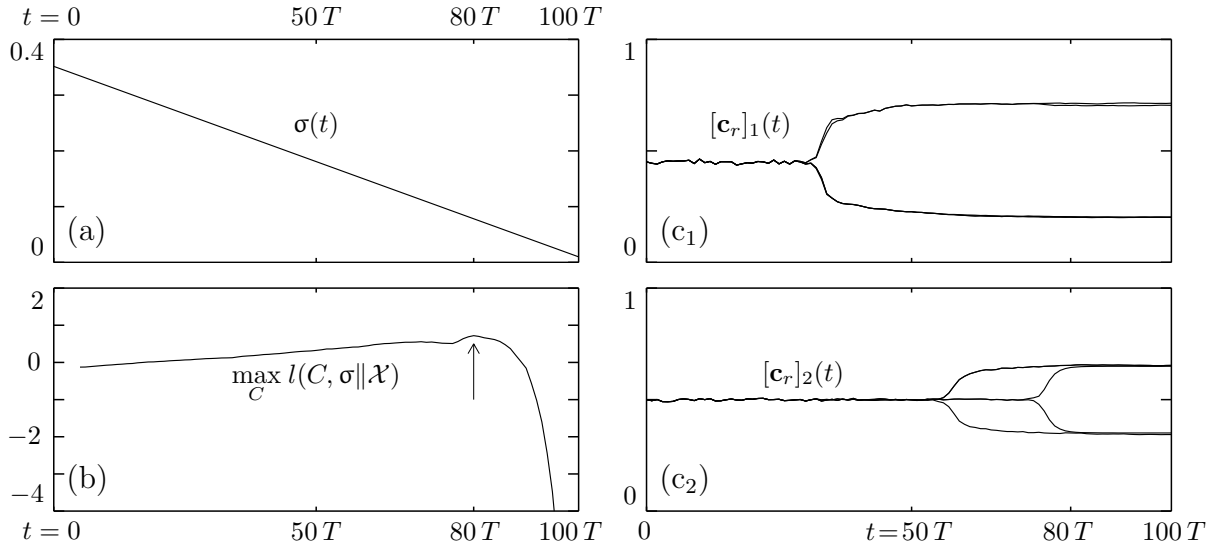 t = 0 50 T 80 T 100 T
0.4
σ(t)
(a)
0
2
0
max_C l(C, σ‖𝒳)
−2
(b)
−4
t = 0 50 T 80 T 100 T
1
[c_r]_1(t)
(c_1)
0
1
[c_r]_2(t)
(c_2)
0
0 t = 50 T 80 T 100 T